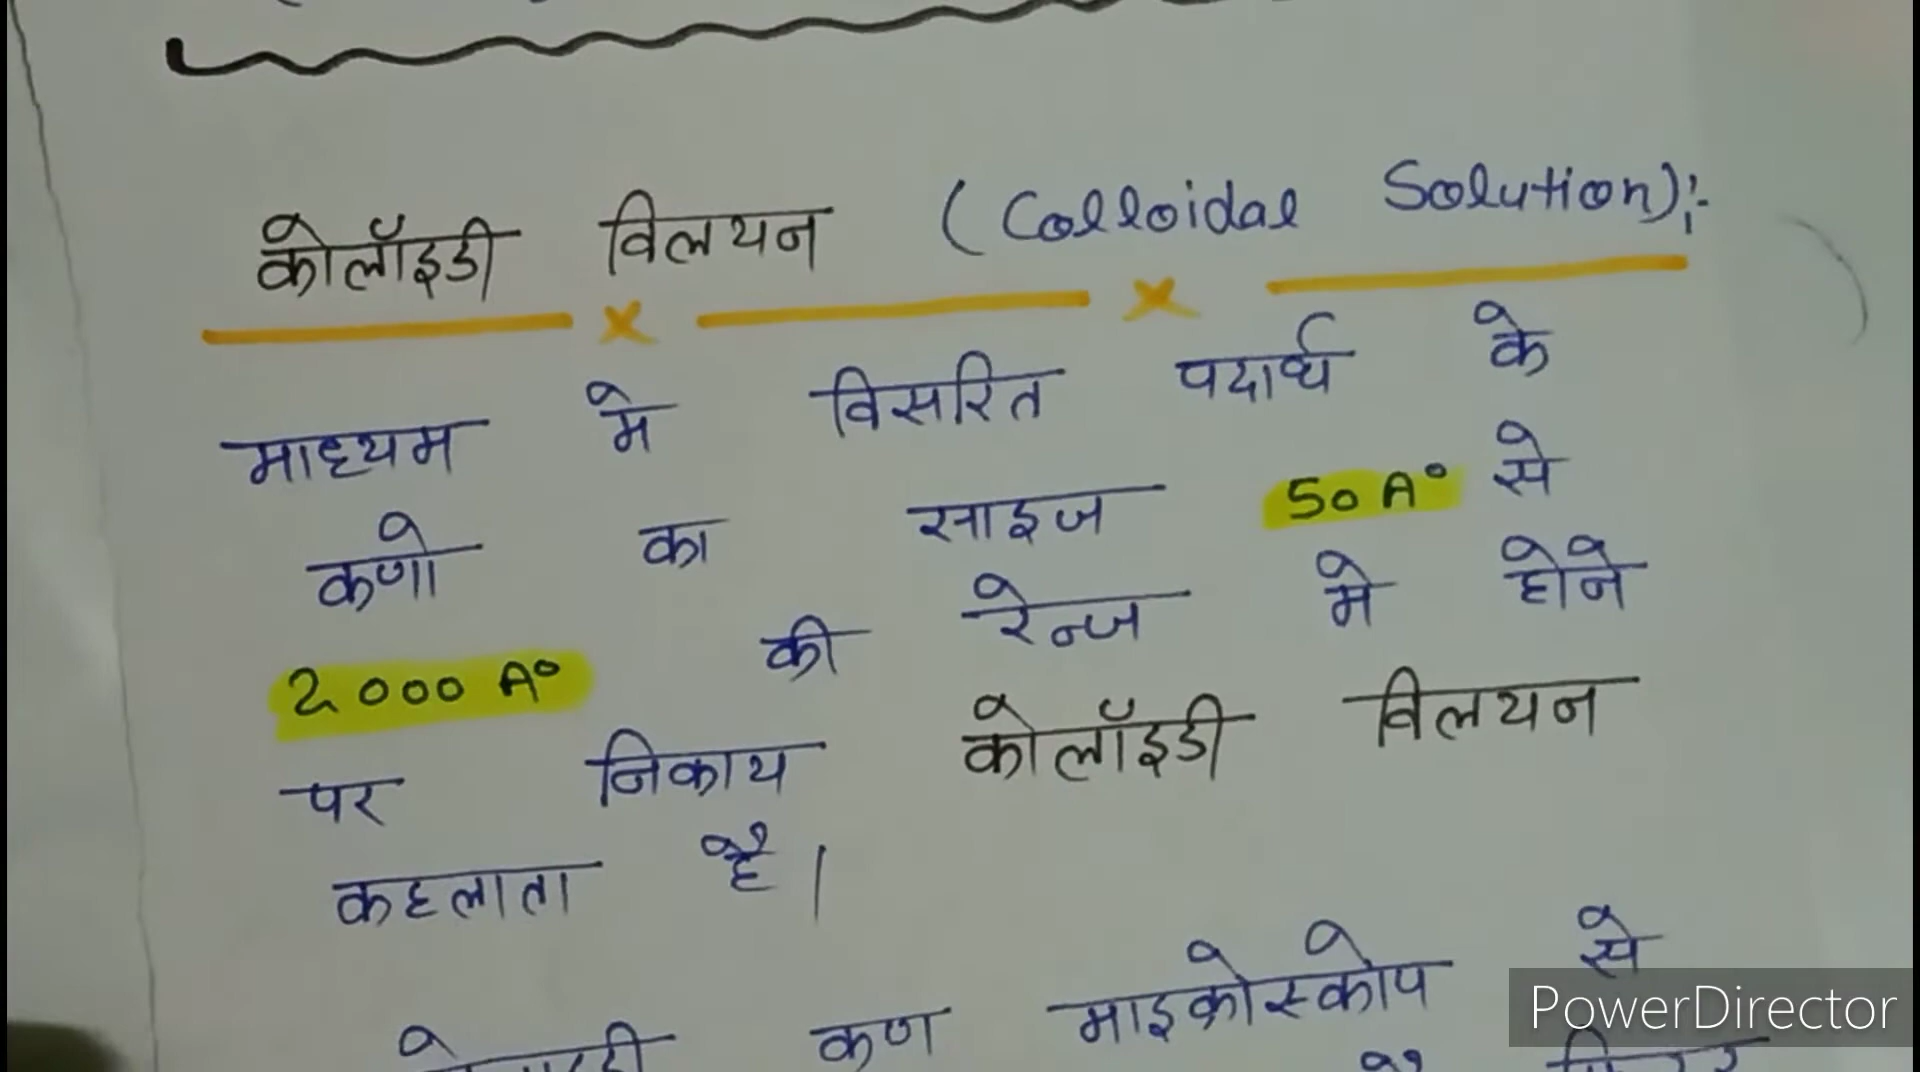 कोलॉइडी विलयन (Colloidal Solution):-
माध्यम मे विसरित पदार्थ के
कणो का साइज 50 A° से
2000 A° की रेन्ज मे होने
पर निकाय कोलॉइडी विलयन
कहलाता है।
कण माइक्रोस्कोप से
PowerDirector